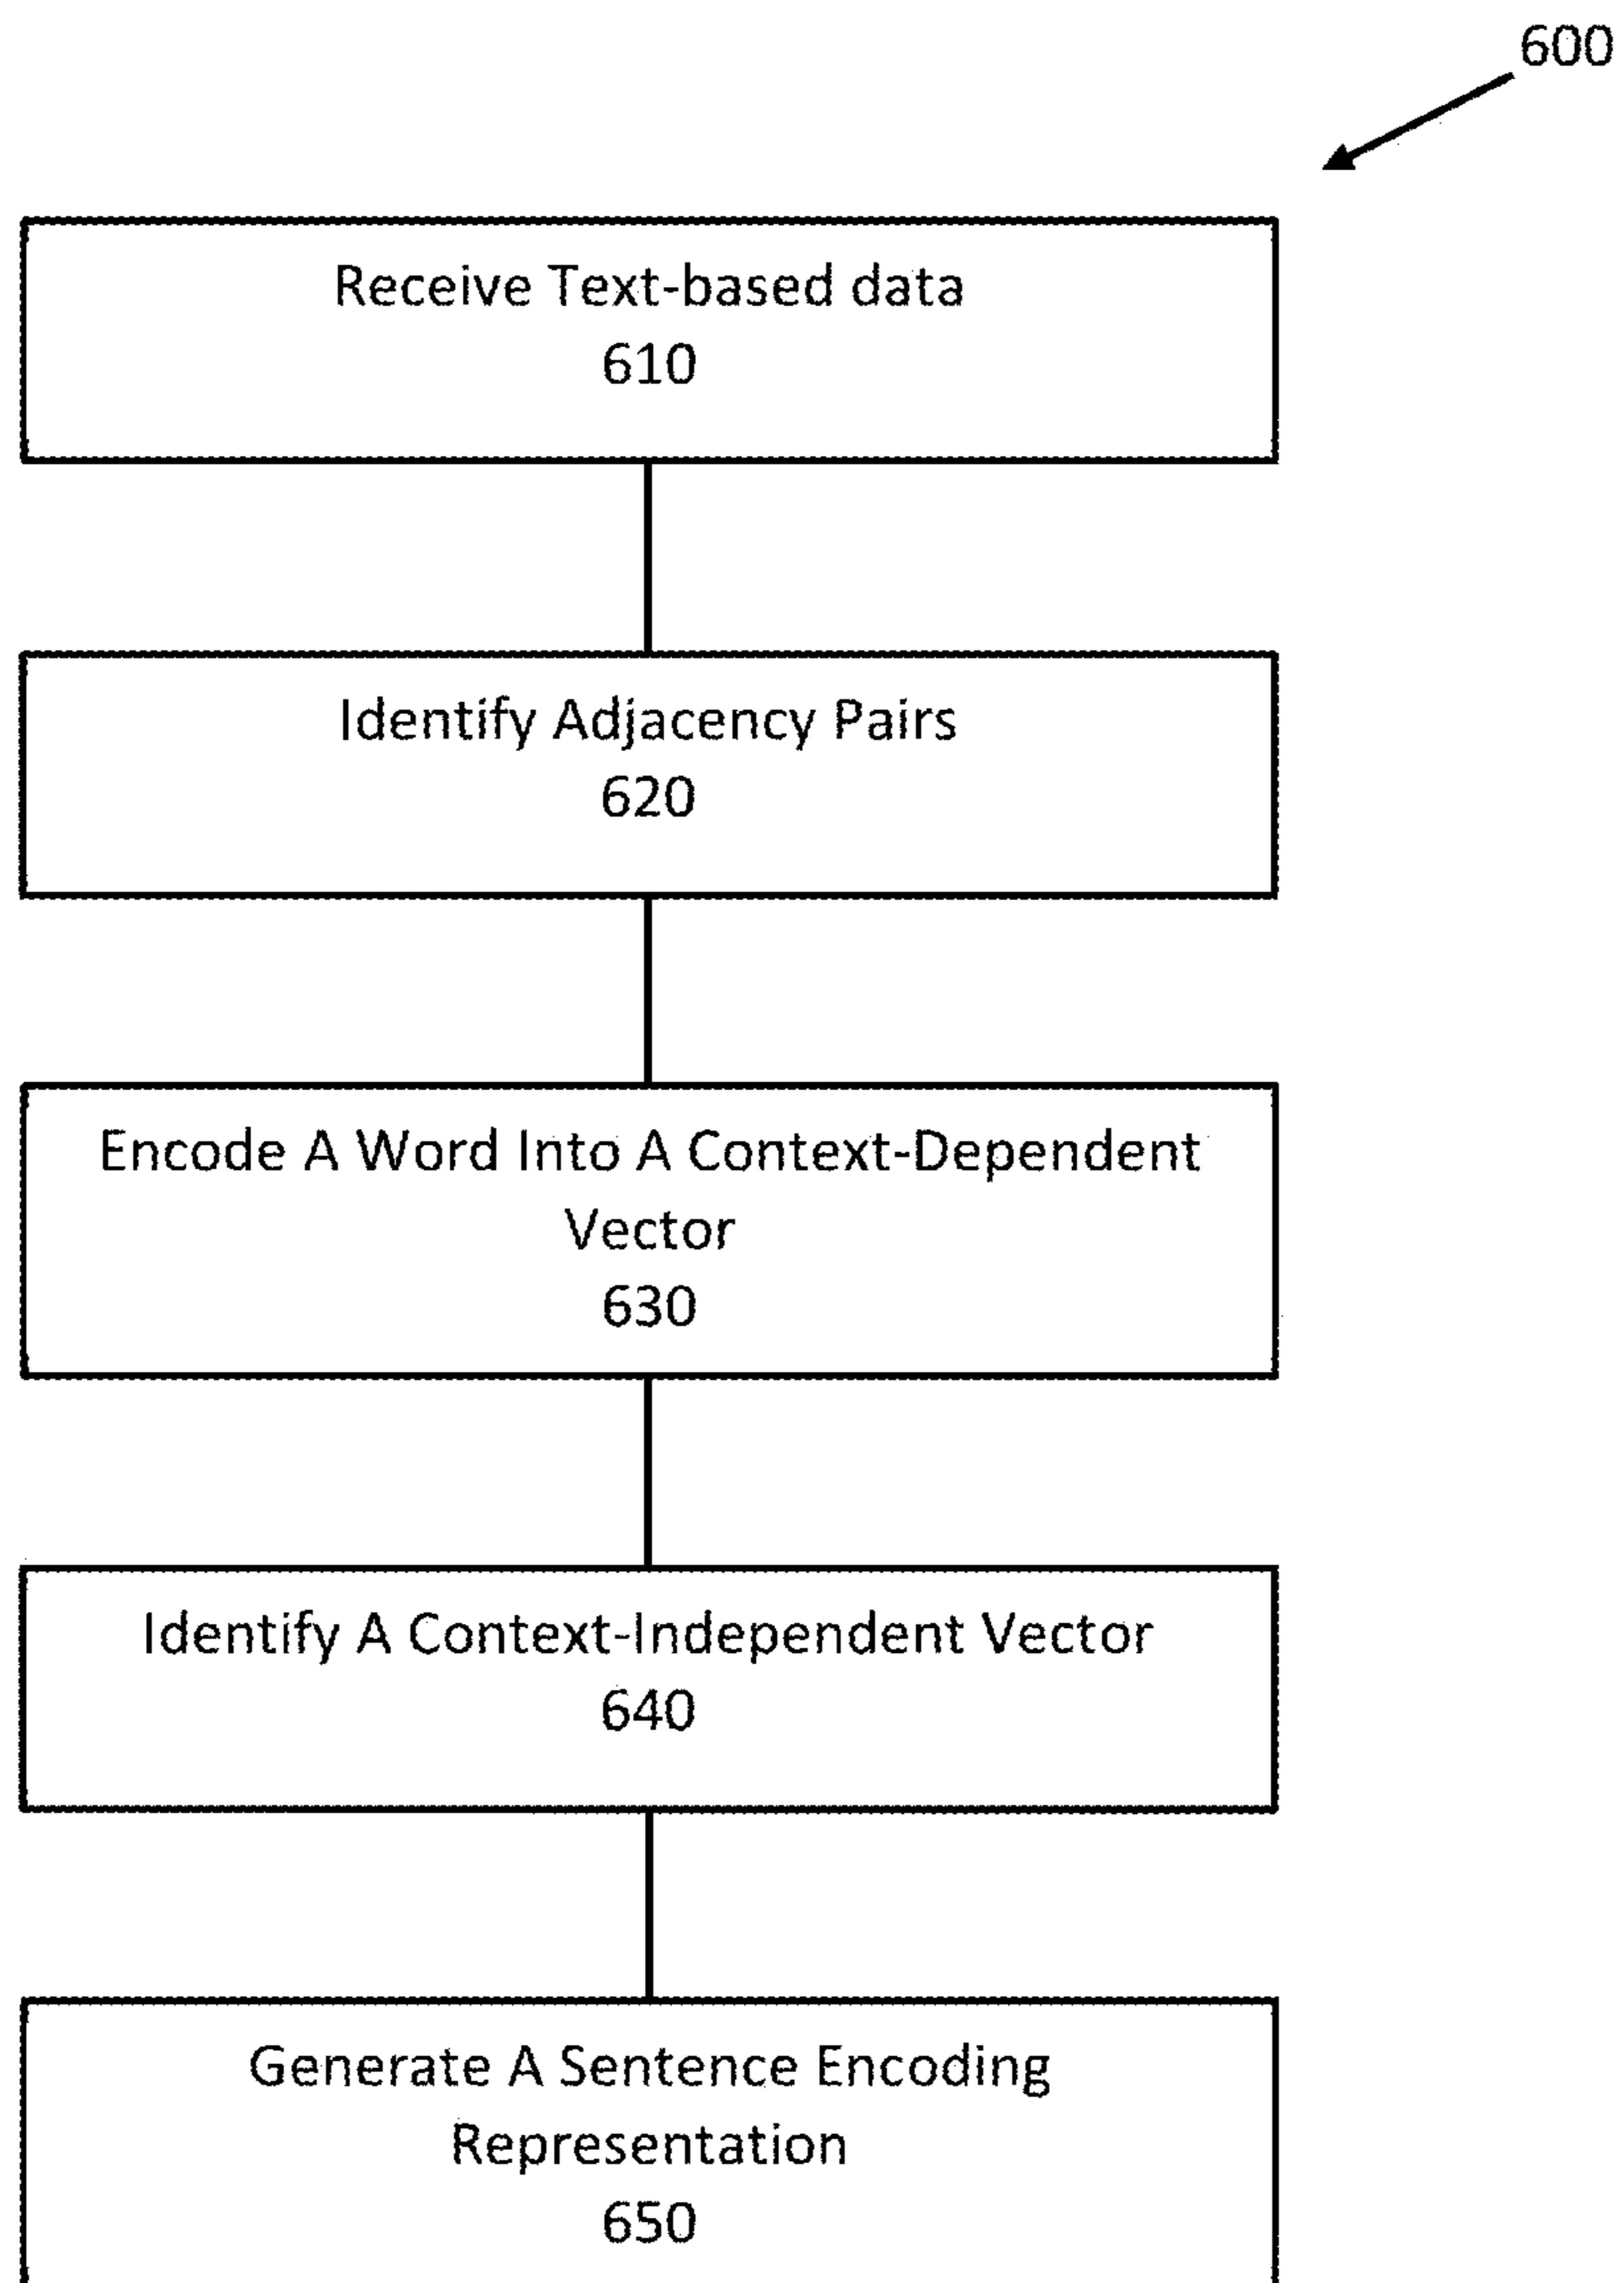 600
Receive Text-based data
610
Identify Adjacency Pairs
620
Encode A Word Into A Context-Dependent
Vector
630
Identify A Context-Independent Vector
640
Generate A Sentence Encoding
Representation
650